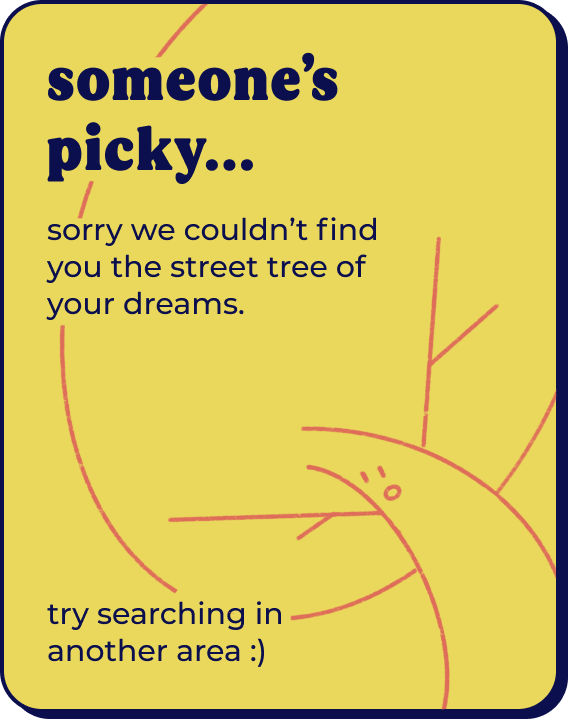 someone’s
picky...
sorry we couldn’t find
you the street tree of
your dreams.
try searching in
another area :)